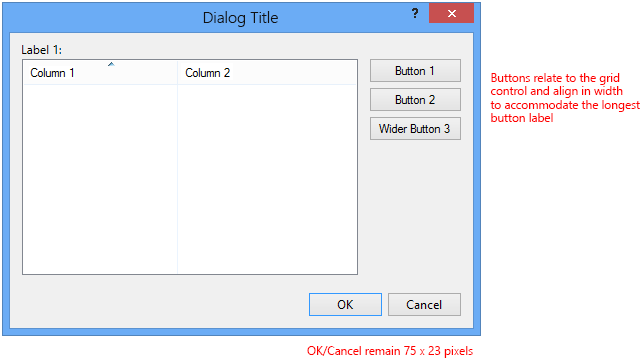 Dialog Title
?
Label 1:
Column 1
Column 2
Button 1
Button 2
Wider Button 3
Buttons relate to the grid
control and align in width
to accommodate the longest
button label
OK
Cancel
OK/Cancel remain 75 x 23 pixels